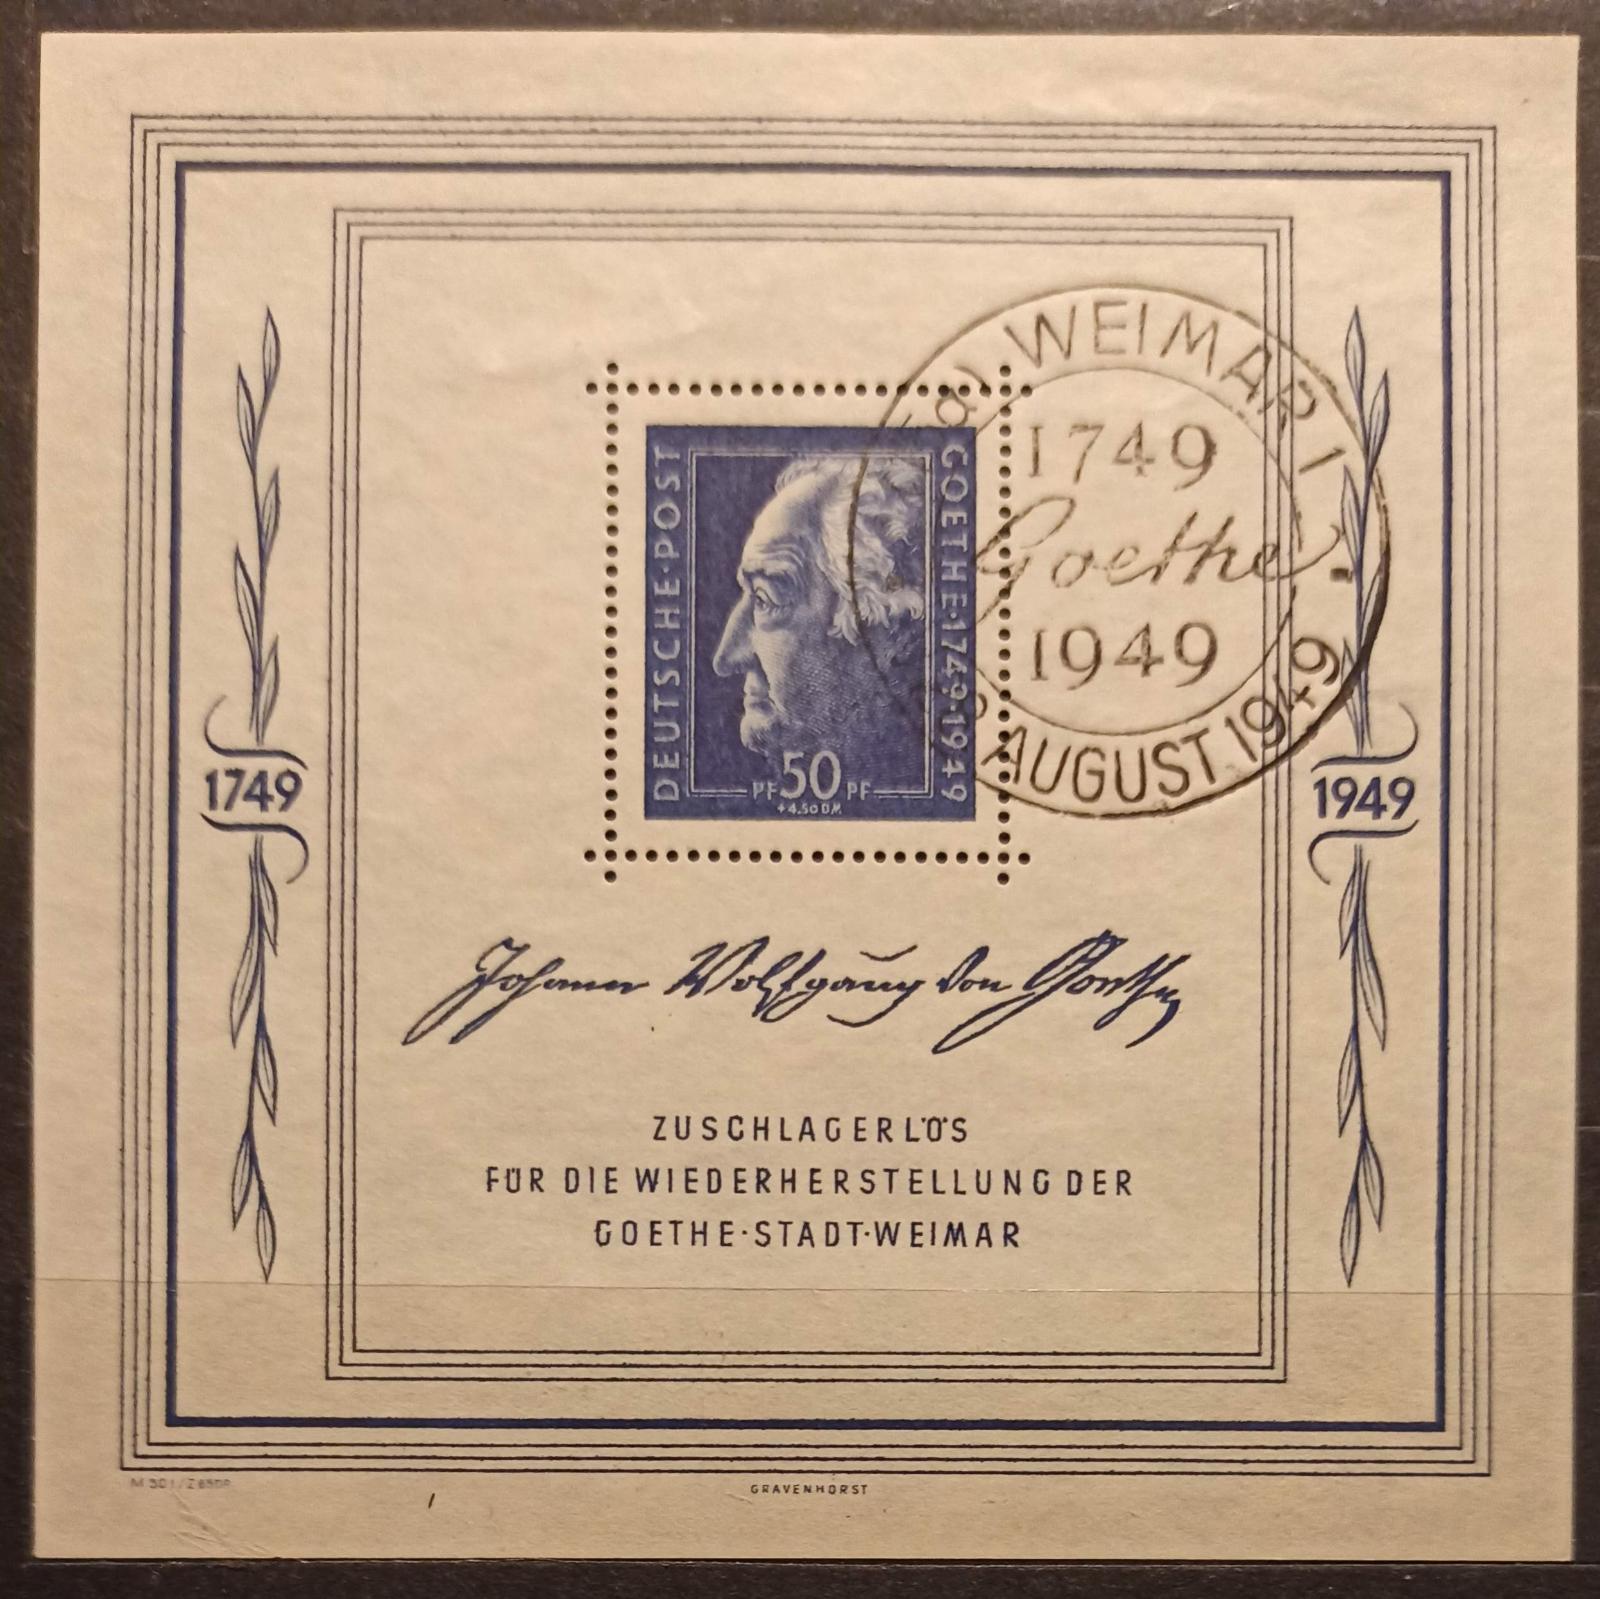 WEIMAR 1
1749
Goethe
1949
AUGUST 1949
DEUTSCHE·POST
GOETHE·1749·1949
PF 50 PF
+4.50 DM
1749
1949
Johann Wolfgang von Goethe
ZUSCHLAGERLÖS
FÜR DIE WIEDERHERSTELLUNG DER
GOETHE·STADT·WEIMAR
GRAVENHORST